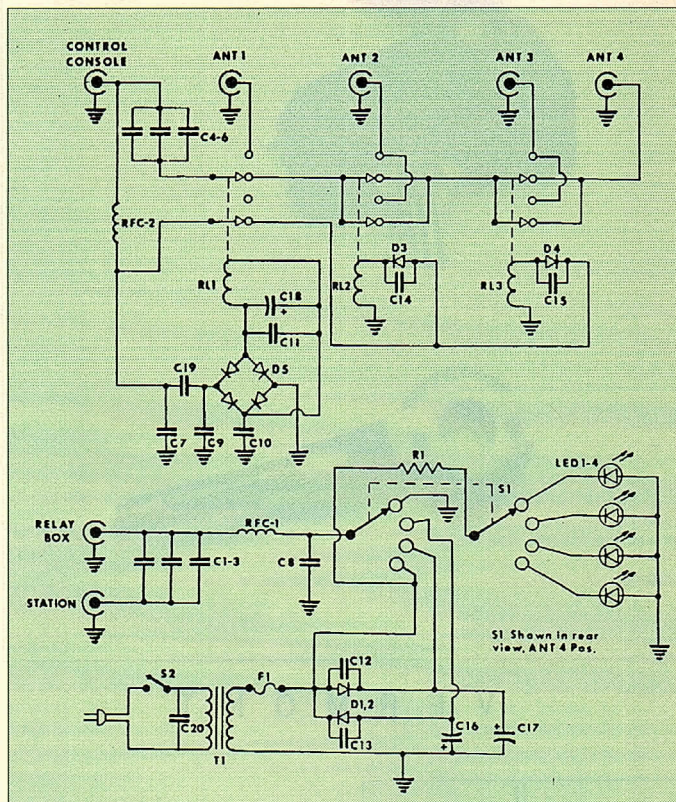 CONTROL
CONSOLE
ANT 1
ANT 2
ANT 3
ANT 4
C4-6
RFC-2
D3
D4
RL1
C18
+
RL2
C14
RL3
C15
C11
C19
D5
C7
C9
C10
R1
S1
LED1-4
RELAY
BOX
RFC-1
C1-3
C8
STATION
S1 Shown in rear
view, ANT 4 Pos.
S2
F1
C12
D1,2
C20
C13
C16
+
+
C17
T1